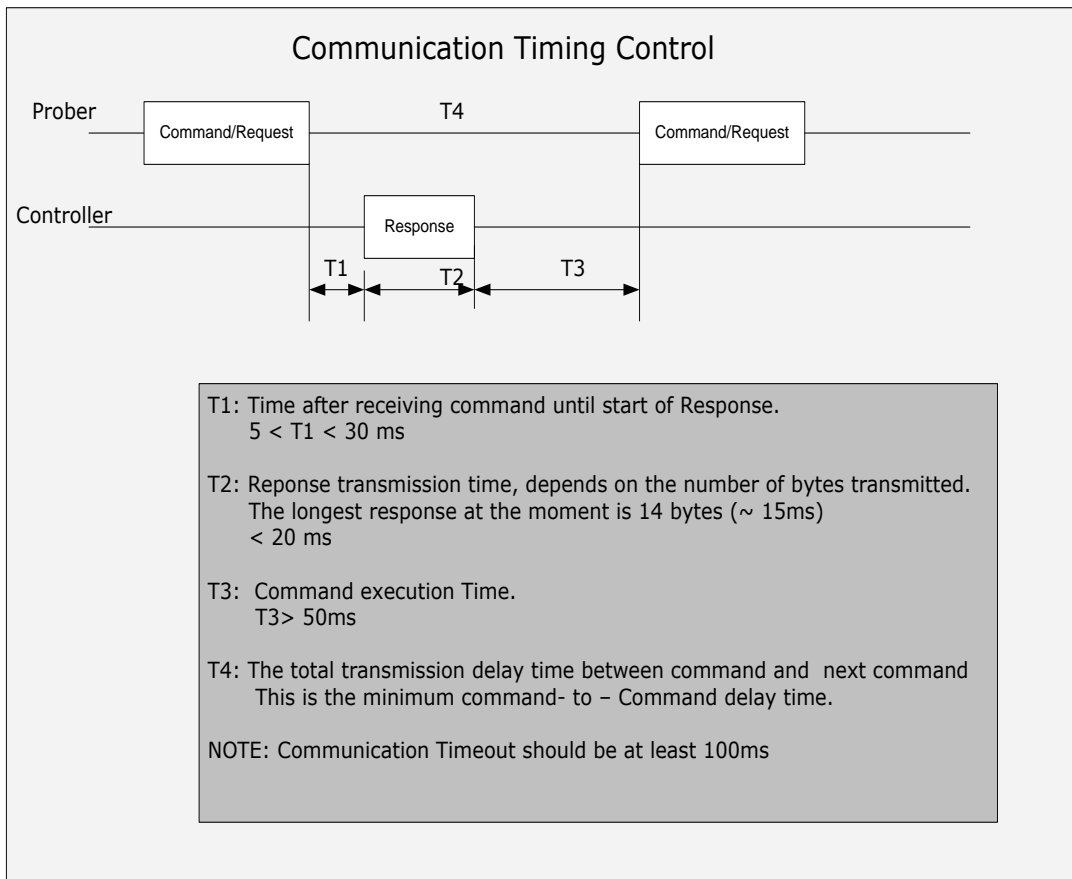 Communication Timing Control
Prober
T4
Command/Request
Command/Request
Controller
Response
T1
T2
T3
T1: Time after receiving command until start of Response.
5 < T1 < 30 ms
T2: Reponse transmission time, depends on the number of bytes transmitted.
The longest response at the moment is 14 bytes (~ 15ms)
< 20 ms
T3: Command execution Time.
T3> 50ms
T4: The total transmission delay time between command and next command
This is the minimum command- to – Command delay time.
NOTE: Communication Timeout should be at least 100ms